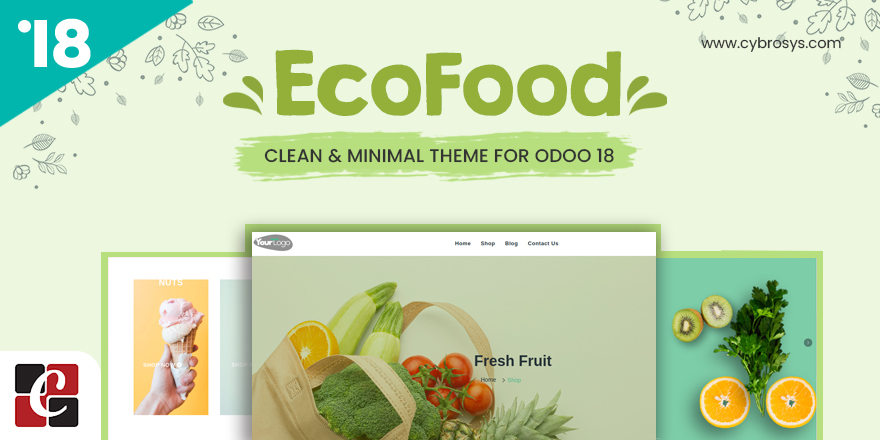 18
www.cybrosys.com
EcoFood
CLEAN & MINIMAL THEME FOR ODOO 18
YourLogo
Home Shop Blog Contact Us
NUTS
SHOP NOW
Fresh Fruit
Home > Shop
C